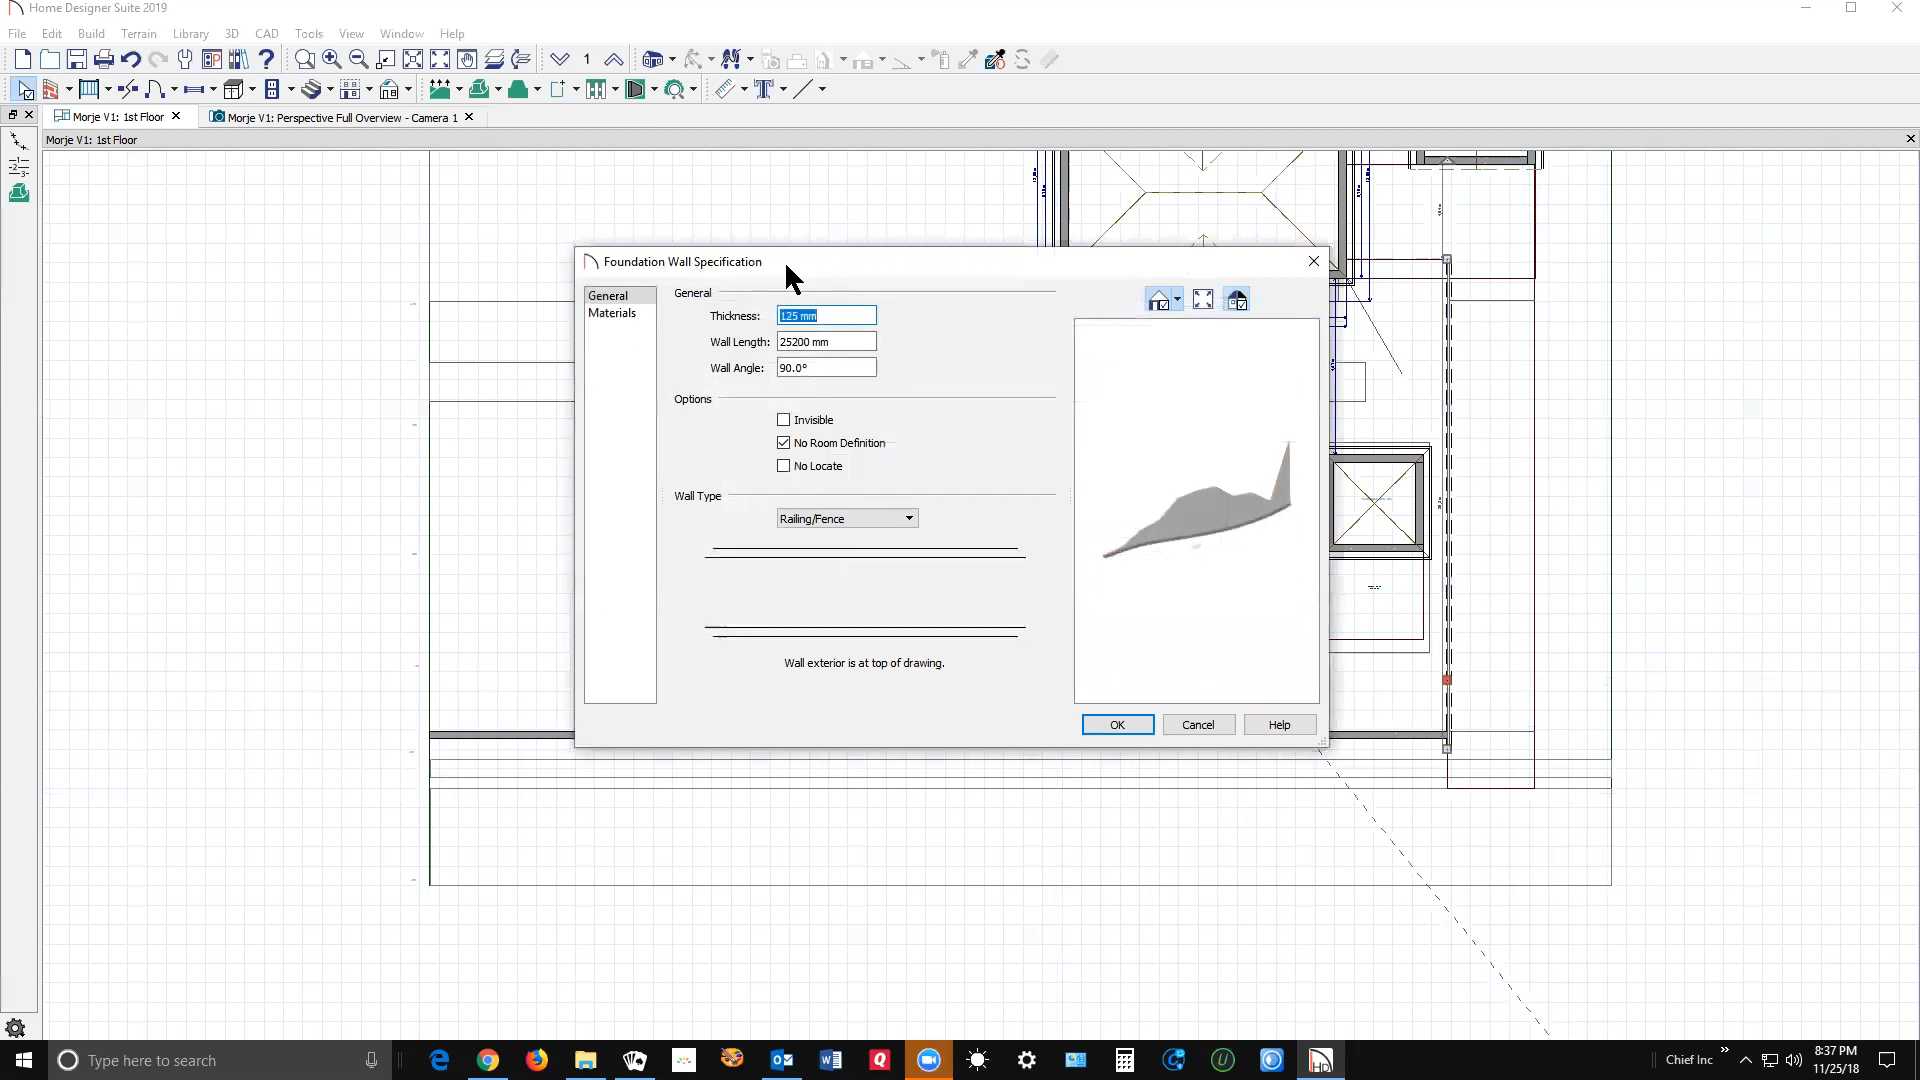 Home Designer Suite 2019
File Edit Build Terrain Library 3D CAD Tools View Window Help
1
Morje V1: 1st Floor
Morje V1: Perspective Full Overview - Camera 1
Morje V1: 1st Floor
Foundation Wall Specification
General
Materials
General
Thickness: 125 mm
Wall Length: 25200 mm
Wall Angle: 90.0°
Options
Invisible
No Room Definition
No Locate
Wall Type
Railing/Fence
Wall exterior is at top of drawing.
OK Cancel Help
Type here to search
Chief Inc
8:37 PM
11/25/18